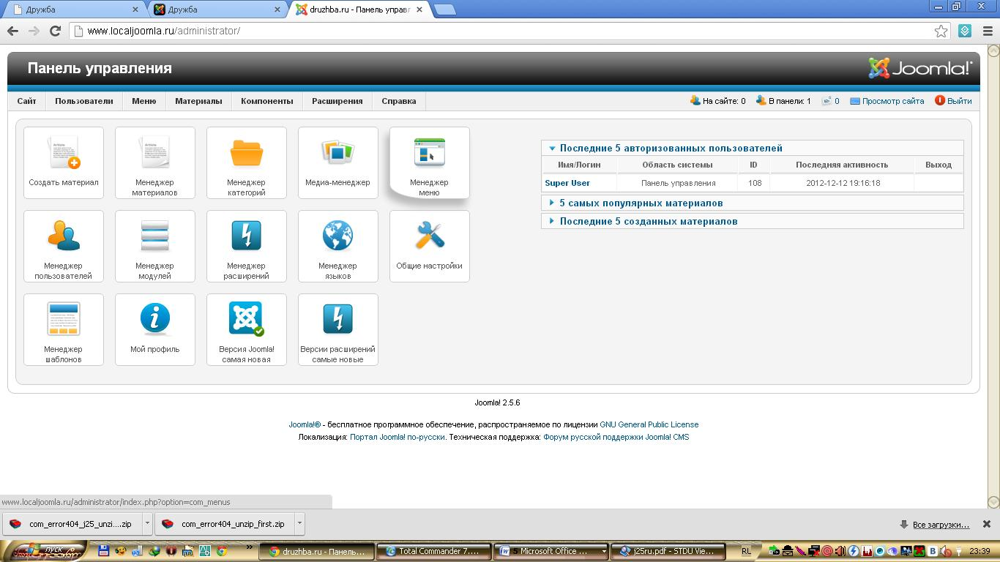 Дружба
Дружба
druzhba.ru - Панель управл
www.localjoomla.ru/administrator/
Панель управления
Joomla!
Сайт Пользователи Меню Материалы Компоненты Расширения Справка
На сайте: 0 В панели: 1 0 Просмотр сайта Выйти
Создать материал
Менеджер
материалов
Менеджер
категорий
Медиа-менеджер
Менеджер
меню
Менеджер
пользователей
Менеджер
модулей
Менеджер
расширений
Менеджер
языков
Общие настройки
Менеджер
шаблонов
Мой профиль
Версия Joomla!
самая новая
Версии расширений
самые новые
Последние 5 авторизованных пользователей
Имя/Логин Область системы ID Последняя активность Выход
Super User Панель управления 108 2012-12-12 19:16:18
5 самых популярных материалов
Последние 5 созданных материалов
Joomla! 2.5.6
Joomla!® - бесплатное программное обеспечение, распространяемое по лицензии GNU General Public License
Локализация: Портал Joomla! по-русски. Техническая поддержка: Форум русской поддержки Joomla! CMS
www.localjoomla.ru/administrator/index.php?option=com_menus
com_error404_j25_unzi....zip com_error404_unzip_first.zip Все загрузки...
пуск » druzhba.ru - Панель... Total Commander 7.... 5 Microsoft Office ... j25ru.pdf - STDU Vie... RL 23:39